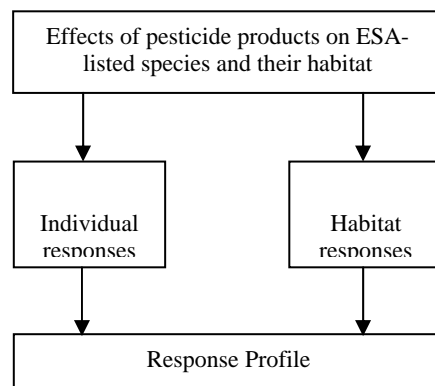 Effects of pesticide products on ESA-
listed species and their habitat
Individual
responses
Habitat
responses
Response Profile